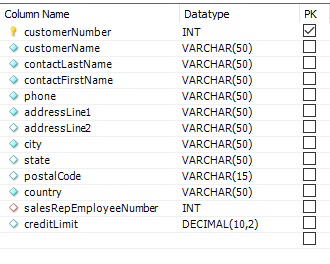 Column Name Datatype PK
customerNumber INT
customerName VARCHAR(50)
contactLastName VARCHAR(50)
contactFirstName VARCHAR(50)
phone VARCHAR(50)
addressLine1 VARCHAR(50)
addressLine2 VARCHAR(50)
city VARCHAR(50)
state VARCHAR(50)
postalCode VARCHAR(15)
country VARCHAR(50)
salesRepEmployeeNumber INT
creditLimit DECIMAL(10,2)